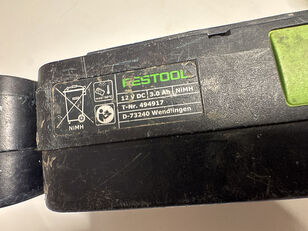 FESTOOL
12 V DC 3.0 Ah NiMH
T-Nr. 494917
D-73240 Wendlingen
NiMH